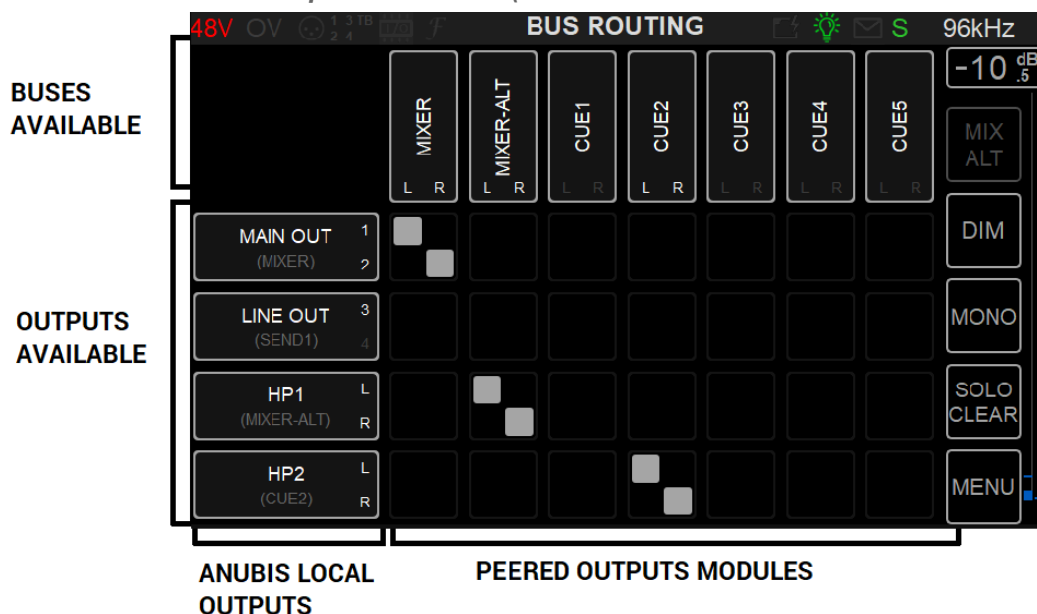 48V OV 1 3 TB 2 4 F BUS ROUTING S 96kHz
BUSES
AVAILABLE
MIXER
L R
MIXER-ALT
L R
CUE1
L R
CUE2
L R
CUE3
L R
CUE4
L R
CUE5
L R
-10 dB .5
MIX
ALT
OUTPUTS
AVAILABLE
MAIN OUT 1
(MIXER) 2
DIM
LINE OUT 3
(SEND1) 4
MONO
HP1 L
(MIXER-ALT) R
SOLO
CLEAR
HP2 L
(CUE2) R
MENU
ANUBIS LOCAL
OUTPUTS
PEERED OUTPUTS MODULES